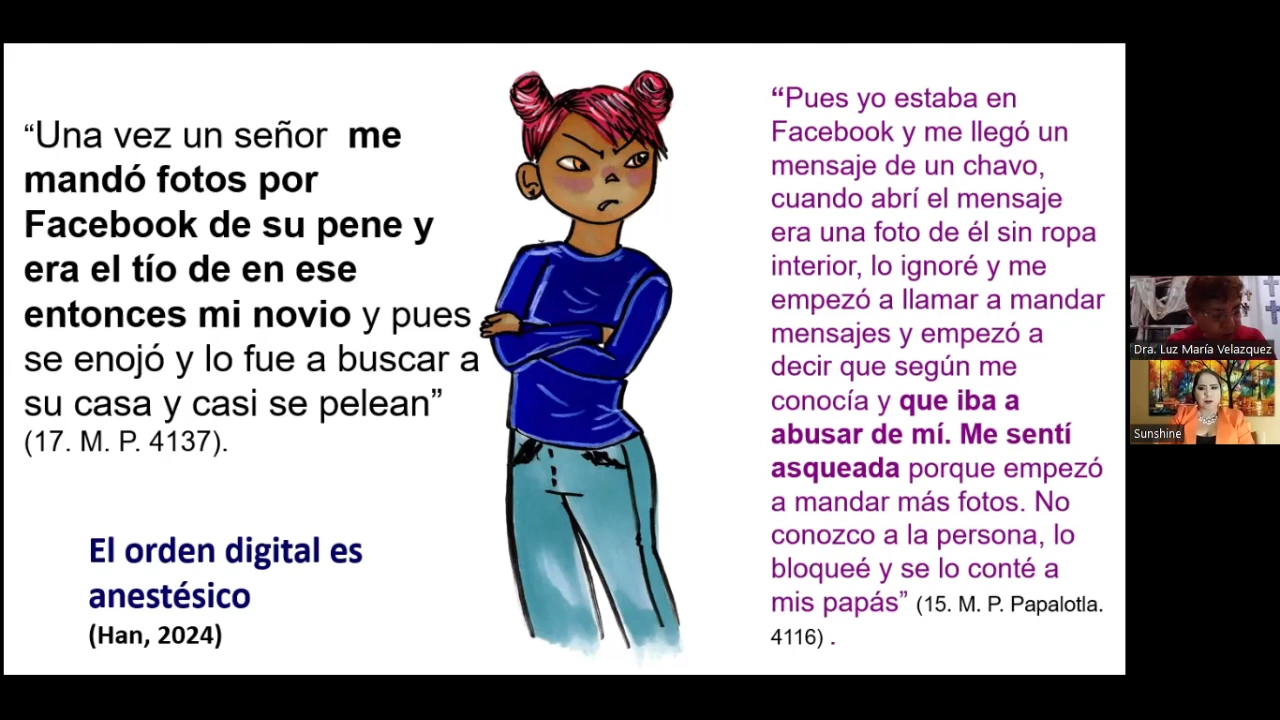 “Una vez un señor me
mandó fotos por
Facebook de su pene y
era el tío de en ese
entonces mi novio y pues
se enojó y lo fue a buscar a
su casa y casi se pelean”
(17. M. P. 4137).
El orden digital es
anestésico
(Han, 2024)
“Pues yo estaba en
Facebook y me llegó un
mensaje de un chavo,
cuando abrí el mensaje
era una foto de él sin ropa
interior, lo ignoré y me
empezó a llamar a mandar
mensajes y empezó a
decir que según me
conocía y que iba a
abusar de mí. Me sentí
asqueada porque empezó
a mandar más fotos. No
conozco a la persona, lo
bloqueé y se lo conté a
mis papás” (15. M. P. Papalotla.
4116) .
Dra. Luz María Velazquez
Sunshine